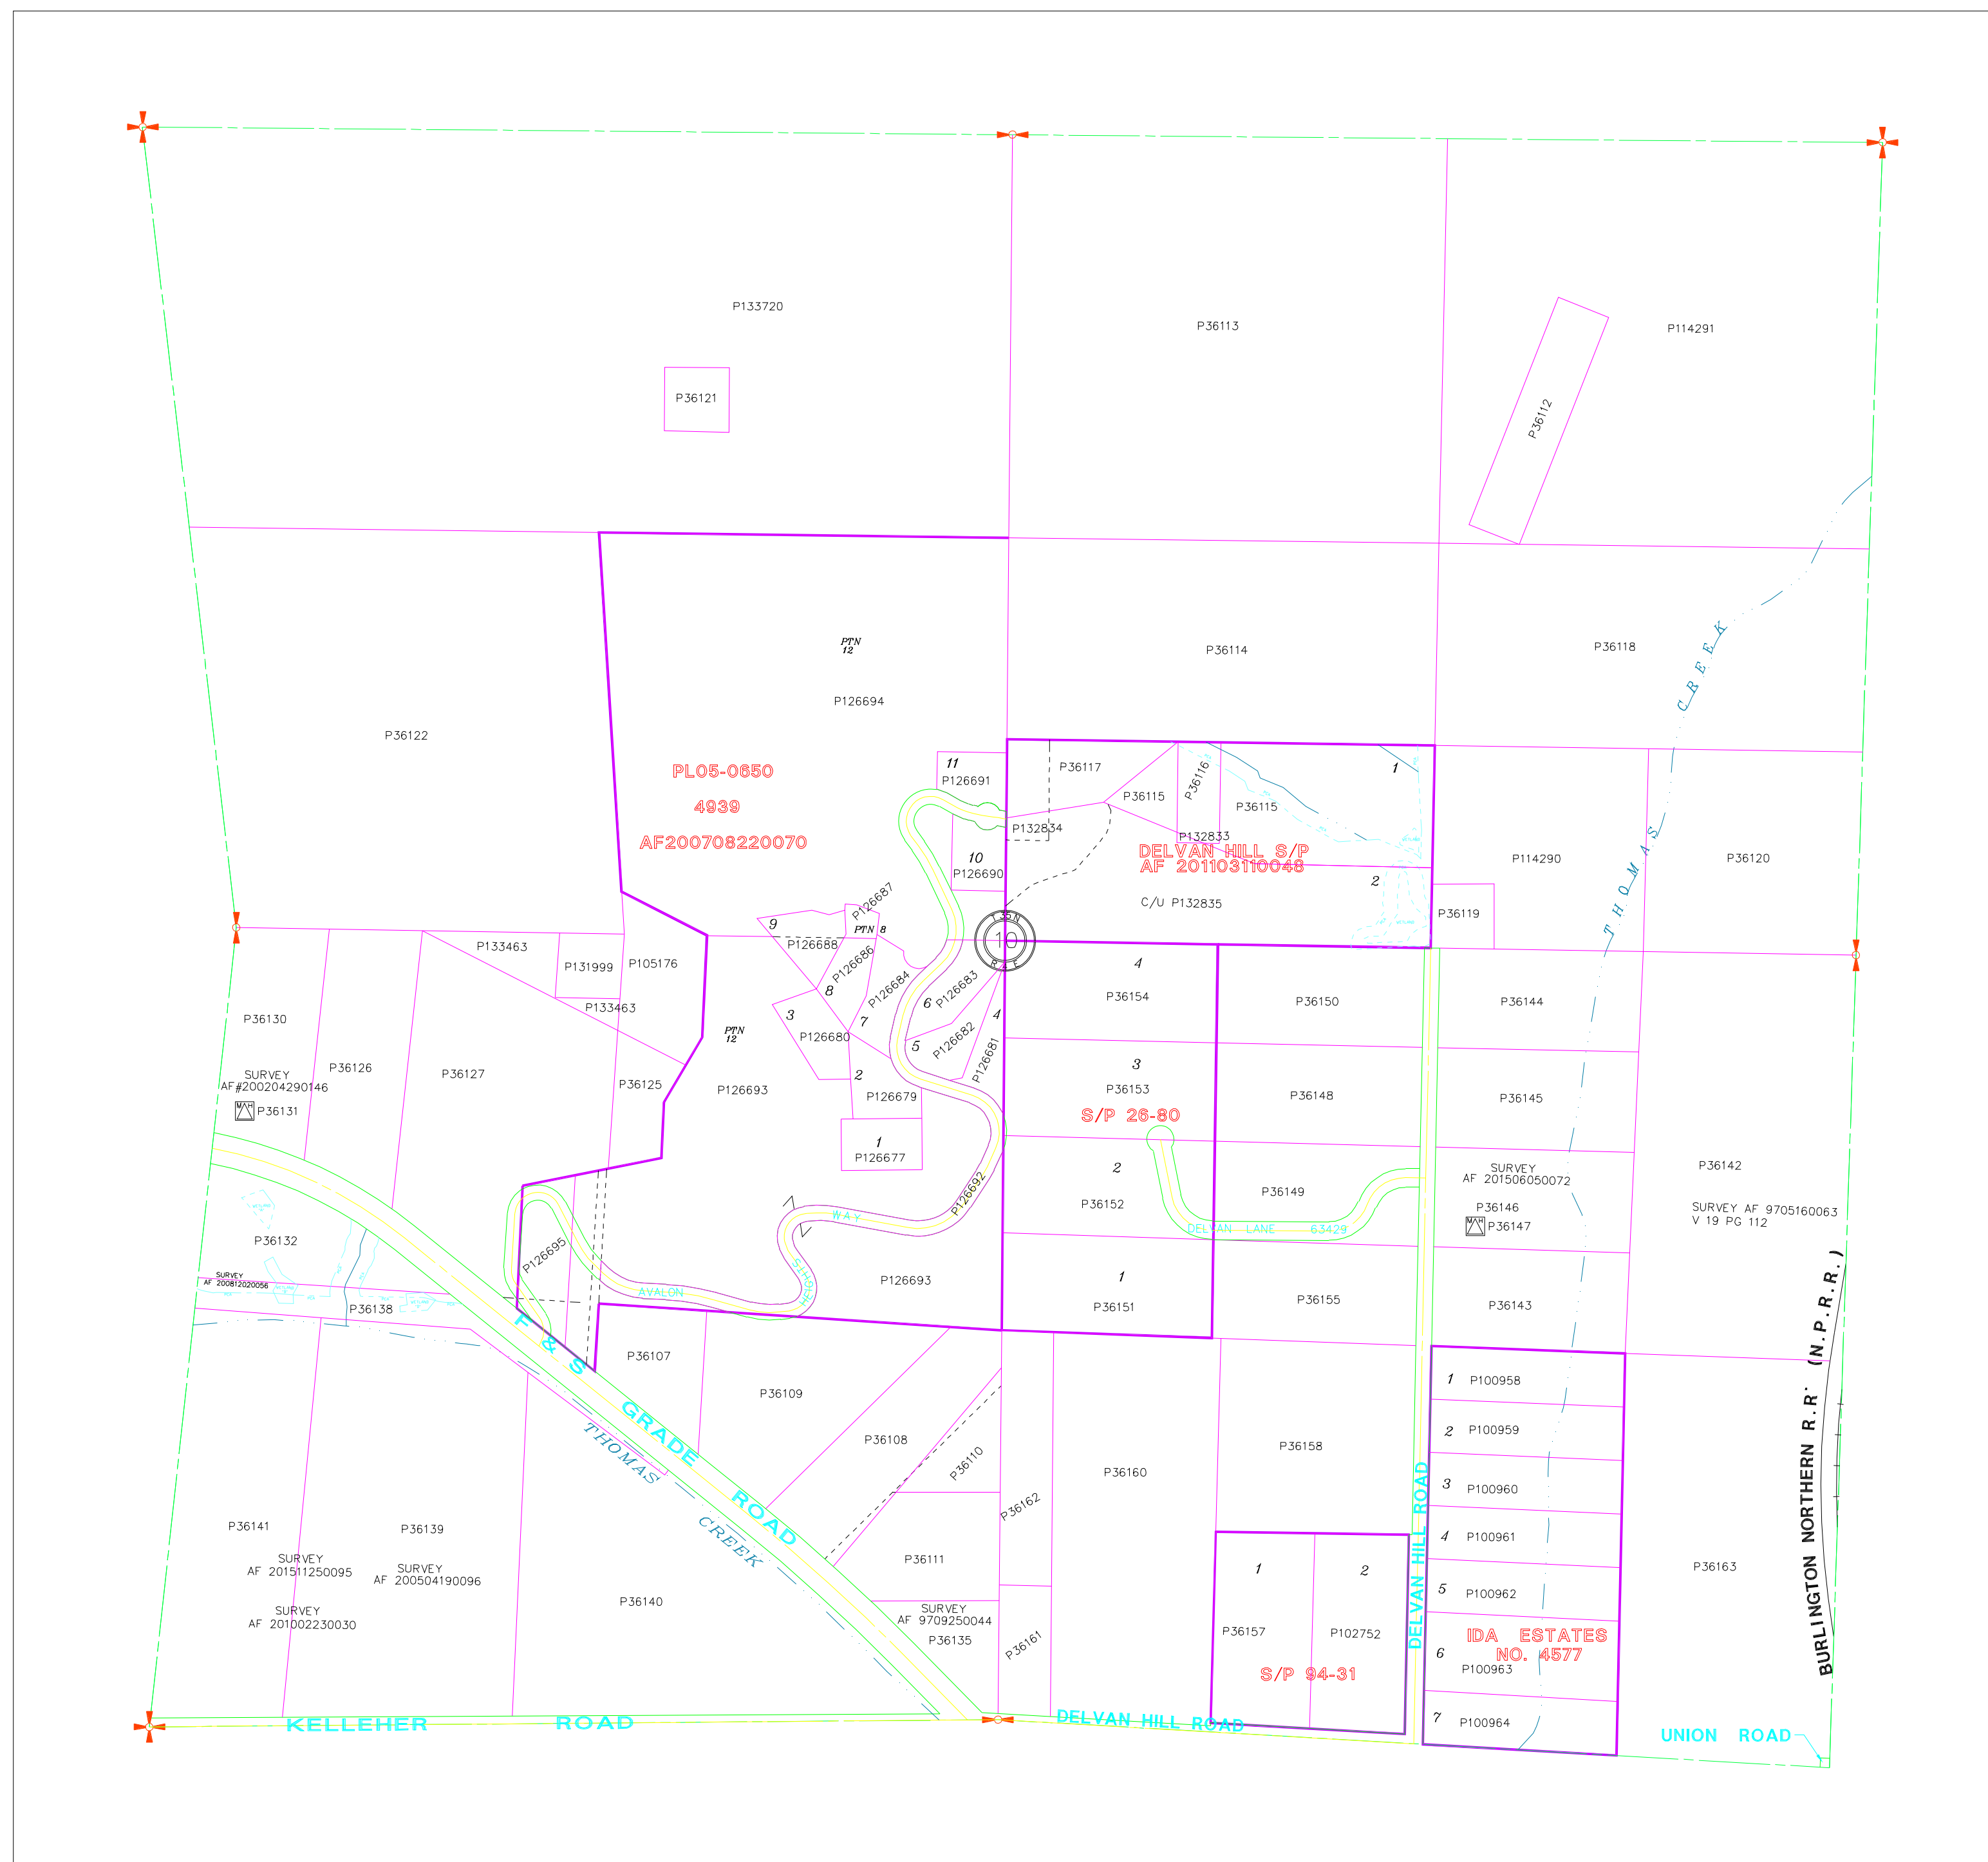 P133720
P36113
P114291
P36121
P36112
PTN
12
P126694
P36114
P36118
P36122
PL05-0650
4939
AF200708220070
11
P126691
P36117
P36115
P36116
P36115
1
P132834
P132833
DELVAN HILL S/P
AF 201103110048
10
P126690
2
C/U P132835
P114290
P36120
P36119
THOMAS CREEK
9
P126688
P126687
PTN 8
P126686
8
P126684
7
6
P126683
P126682
5
4
P126681
3
P126680
2
P126679
1
P126677
T.35N
10
R.4 E
P133463
P131999
P105176
P133463
P36130
P36126
P36127
P36125
SURVEY
AF#200204290146
M H
P36131
PTN
12
P126693
4
P36154
P36150
P36144
3
P36153
S/P 26-80
P36148
P36145
2
P36152
P36149
DELVAN LANE 63429
SURVEY
AF 201506050072
P36146
M H
P36147
P36142
SURVEY AF 9705160063
V 19 PG 112
P126692
WAY
HEIGHTS
AVALON
P126695
P126693
P36132
SURVEY
AF 200812020056
P36138
1
P36151
P36155
P36143
F & S GRADE ROAD
THOMAS CREEK
P36107
P36109
P36108
P36110
P36162
P36160
P36158
P36111
SURVEY
AF 9709250044
P36135
P36161
P36141
P36139
SURVEY
AF 201511250095
SURVEY
AF 200504190096
SURVEY
AF 201002230030
P36140
1
2
P36157
P102752
S/P 94-31
DELVAN HILL ROAD
1 P100958
2 P100959
3 P100960
4 P100961
5 P100962
IDA ESTATES
NO. 4577
6
P100963
7 P100964
P36163
BURLINGTON NORTHERN R.R. (N.P.R.R.)
KELLEHER ROAD
DELVAN HILL ROAD
UNION ROAD